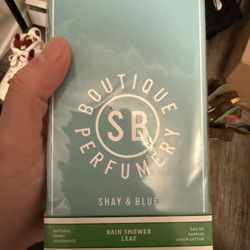 BOUTIQUE
SB
PERFUMERY
SHAY & BLUE
NATURAL
SPRAY
FRAGRANCE
RAIN SHOWER
LEAF
EAU DE
PARFUM
VAPORISATEUR